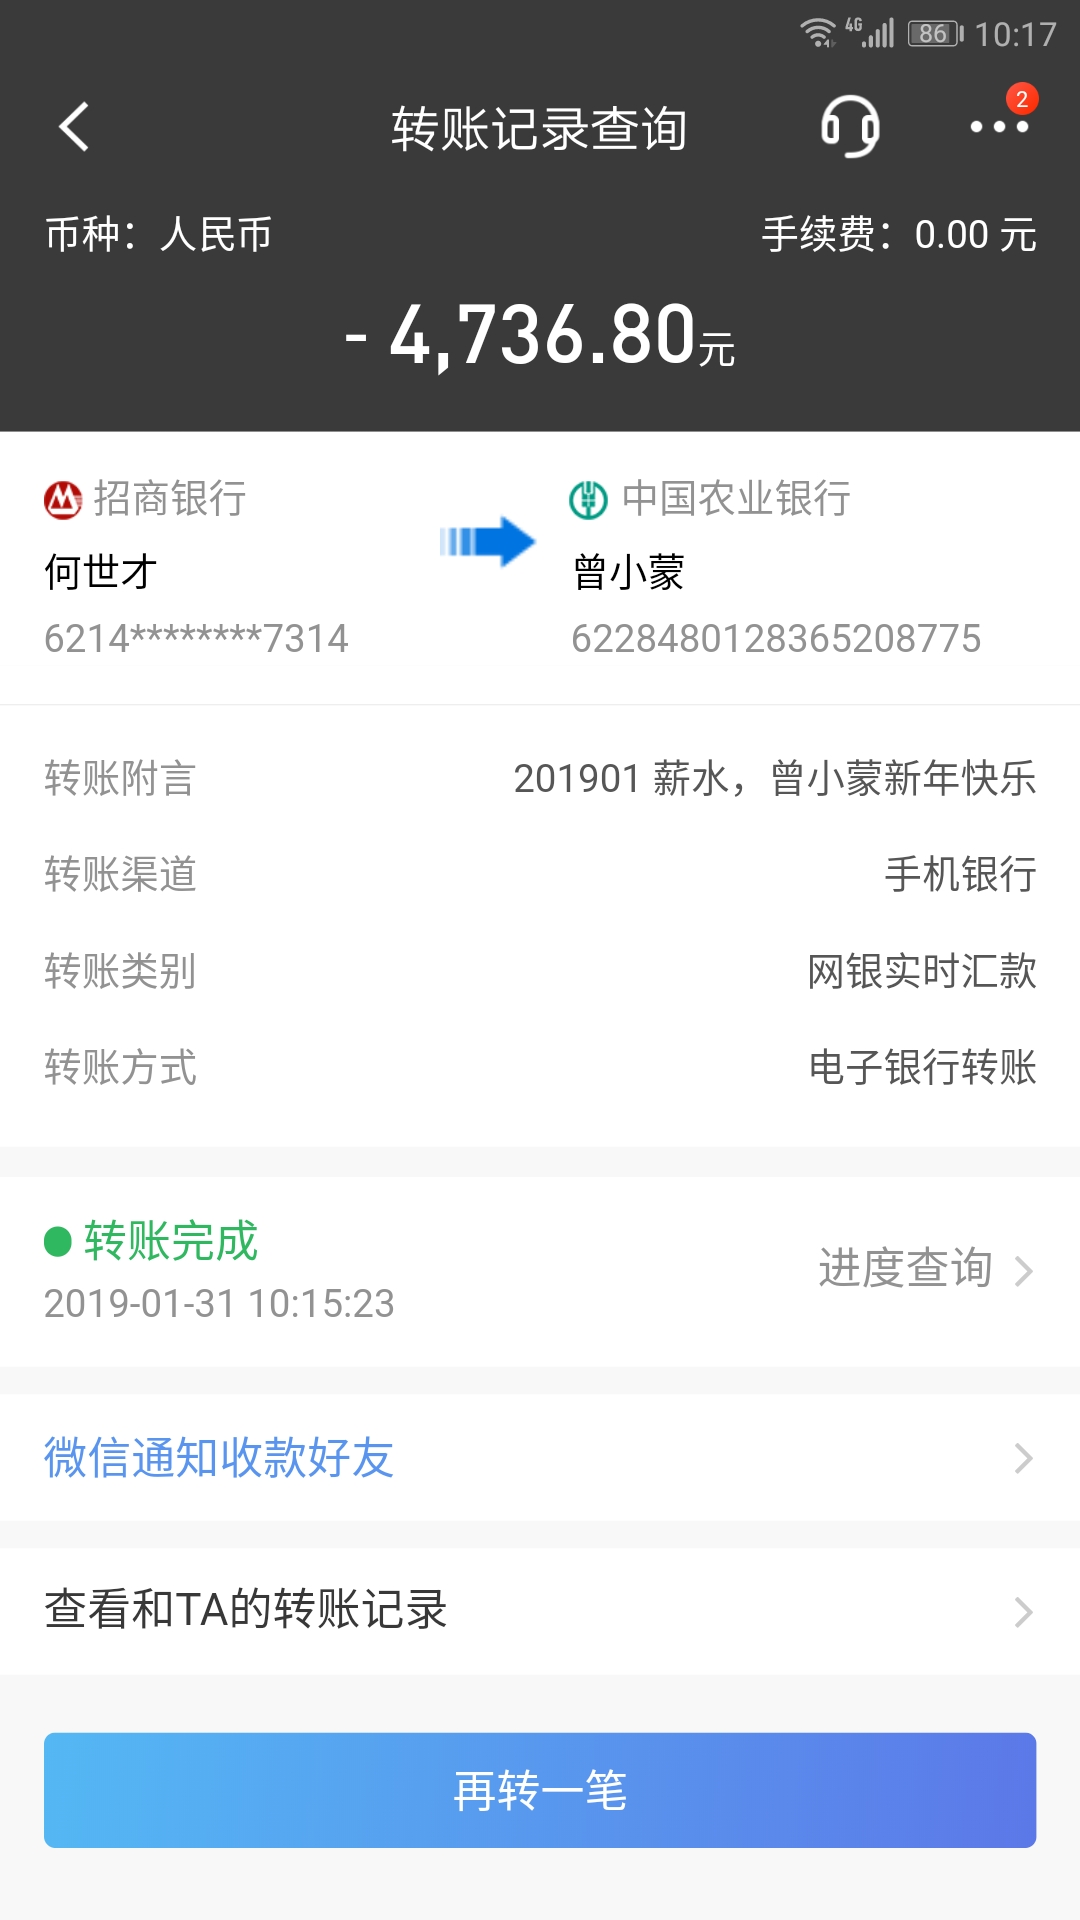 4G 86 10:17
转账记录查询 2
币种：人民币 手续费：0.00 元
- 4,736.80元
招商银行 中国农业银行
何世才 曾小蒙
6214********7314 6228480128365208775
转账附言 201901 薪水，曾小蒙新年快乐
转账渠道 手机银行
转账类别 网银实时汇款
转账方式 电子银行转账
转账完成
2019-01-31 10:15:23
进度查询
微信通知收款好友
查看和TA的转账记录
再转一笔